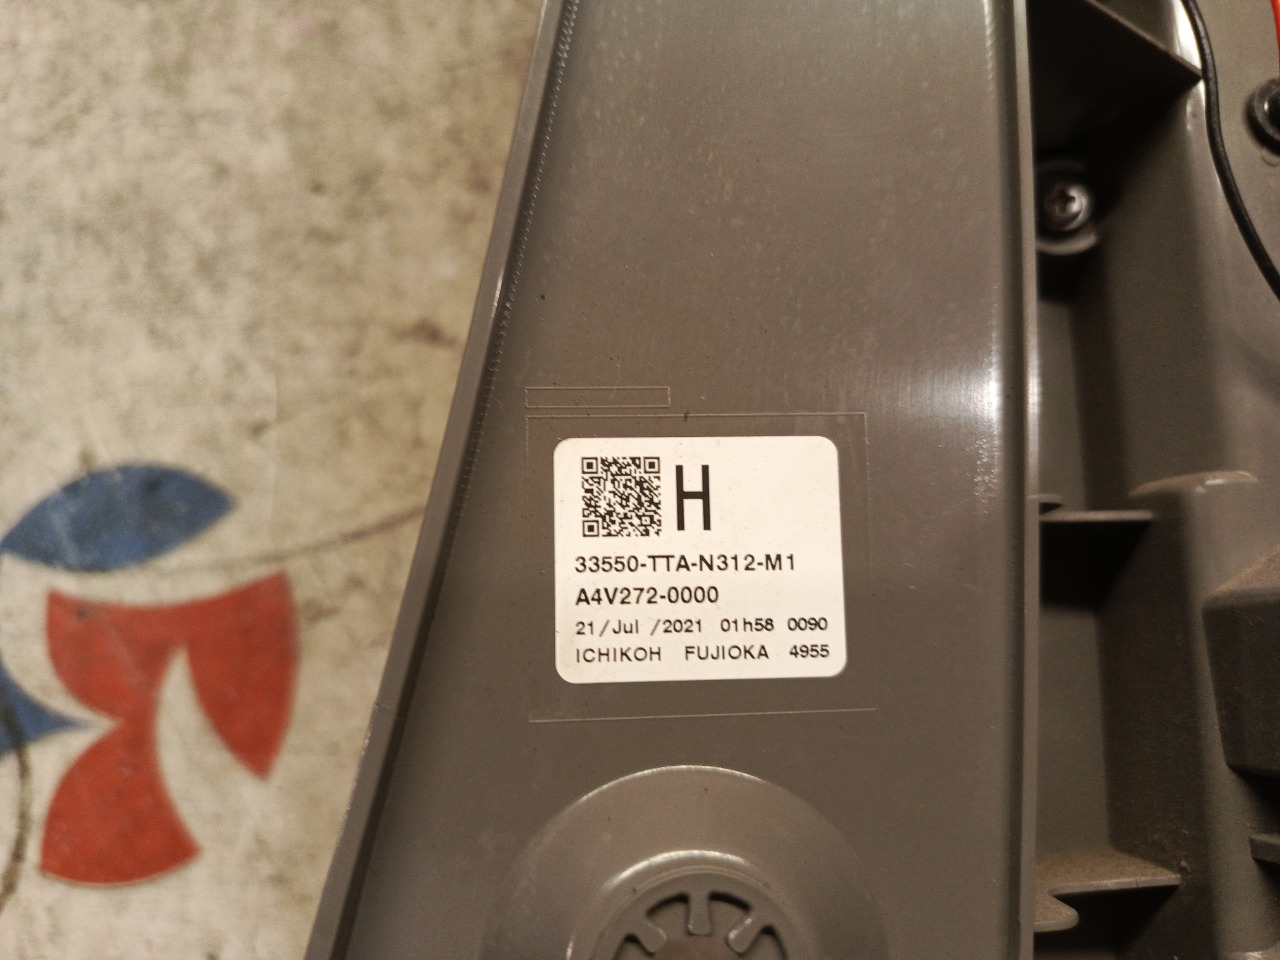 H
33550-TTA-N312-M1
A4V272-0000
21/Jul /2021 01h58 0090
ICHIKOH FUJIOKA 4955